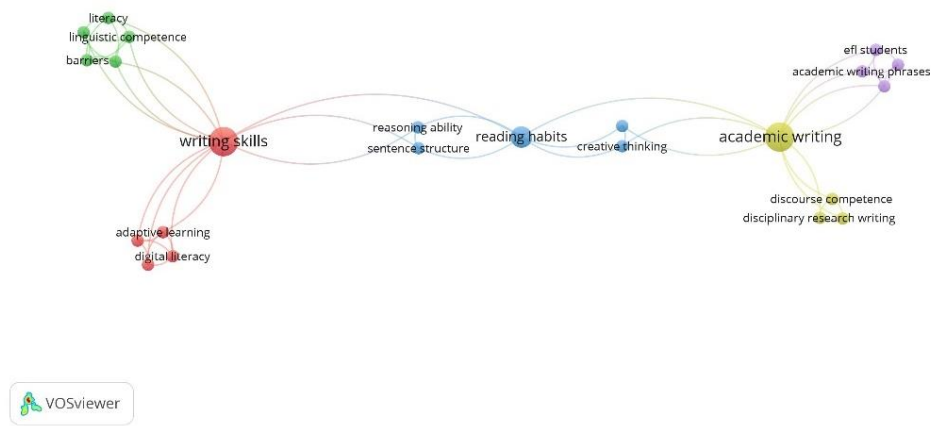 literacy
linguistic competence
barriers
writing skills
adaptive learning
digital literacy
reasoning ability
sentence structure
reading habits
creative thinking
academic writing
efl students
academic writing phrases
discourse competence
disciplinary research writing
VOSviewer